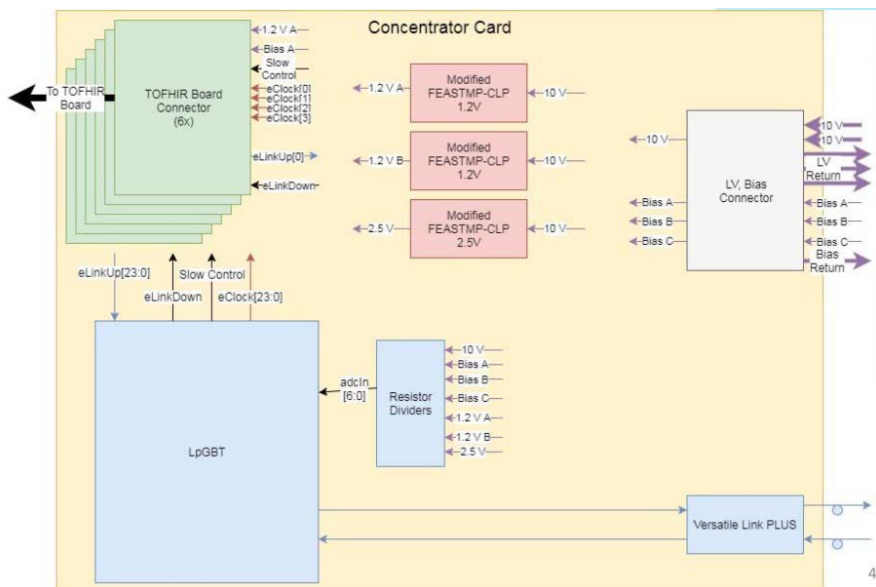 Concentrator Card
To TOFHIR
Board
TOFHIR Board
Connector
(6x)
1.2 V A
Bias A
Slow
Control
eClock[0]
eClock[1]
eClock[2]
eClock[3]
eLinkUp[0]
eLinkDown
1.2 V A
Modified
FEASTMP-CLP
1.2V
10 V
1.2 V B
Modified
FEASTMP-CLP
1.2V
10 V
2.5 V
Modified
FEASTMP-CLP
2.5V
10 V
10 V
Bias A
Bias B
Bias C
LV, Bias
Connector
10 V
10 V
LV
Return
Bias A
Bias B
Bias C
Bias
Return
eLinkUp[23:0]
eLinkDown
Slow Control
eClock[23:0]
LpGBT
adcIn
[6:0]
Resistor
Dividers
10 V
Bias A
Bias B
Bias C
1.2 V A
1.2 V B
2.5 V
Versatile Link PLUS
4